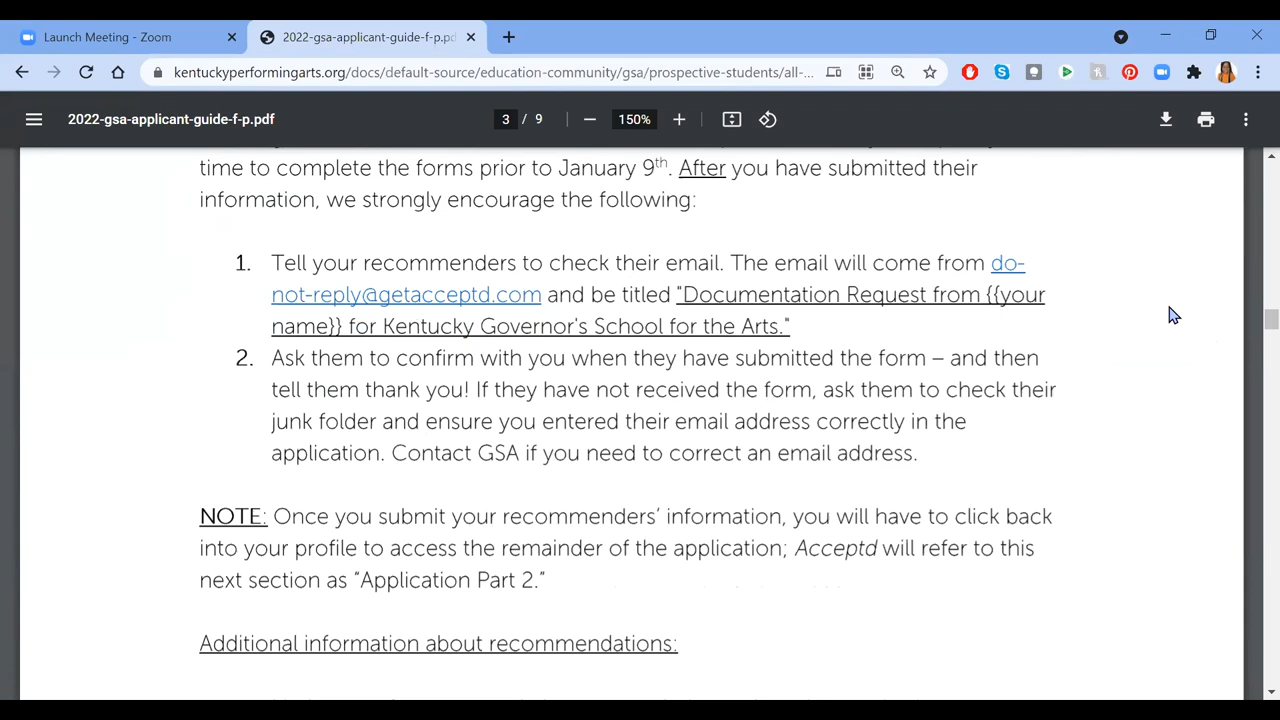 Launch Meeting - Zoom
2022-gsa-applicant-guide-f-p.pd
kentuckyperformingarts.org/docs/default-source/education-community/gsa/prospective-students/all-...
2022-gsa-applicant-guide-f-p.pdf
3 / 9
150%
time to complete the forms prior to January 9th. After you have submitted their
information, we strongly encourage the following:
1. Tell your recommenders to check their email. The email will come from do-
not-reply@getacceptd.com and be titled "Documentation Request from {{your
name}} for Kentucky Governor's School for the Arts."
2. Ask them to confirm with you when they have submitted the form – and then
tell them thank you! If they have not received the form, ask them to check their
junk folder and ensure you entered their email address correctly in the
application. Contact GSA if you need to correct an email address.
NOTE: Once you submit your recommenders’ information, you will have to click back
into your profile to access the remainder of the application; Acceptd will refer to this
next section as “Application Part 2.”
Additional information about recommendations: